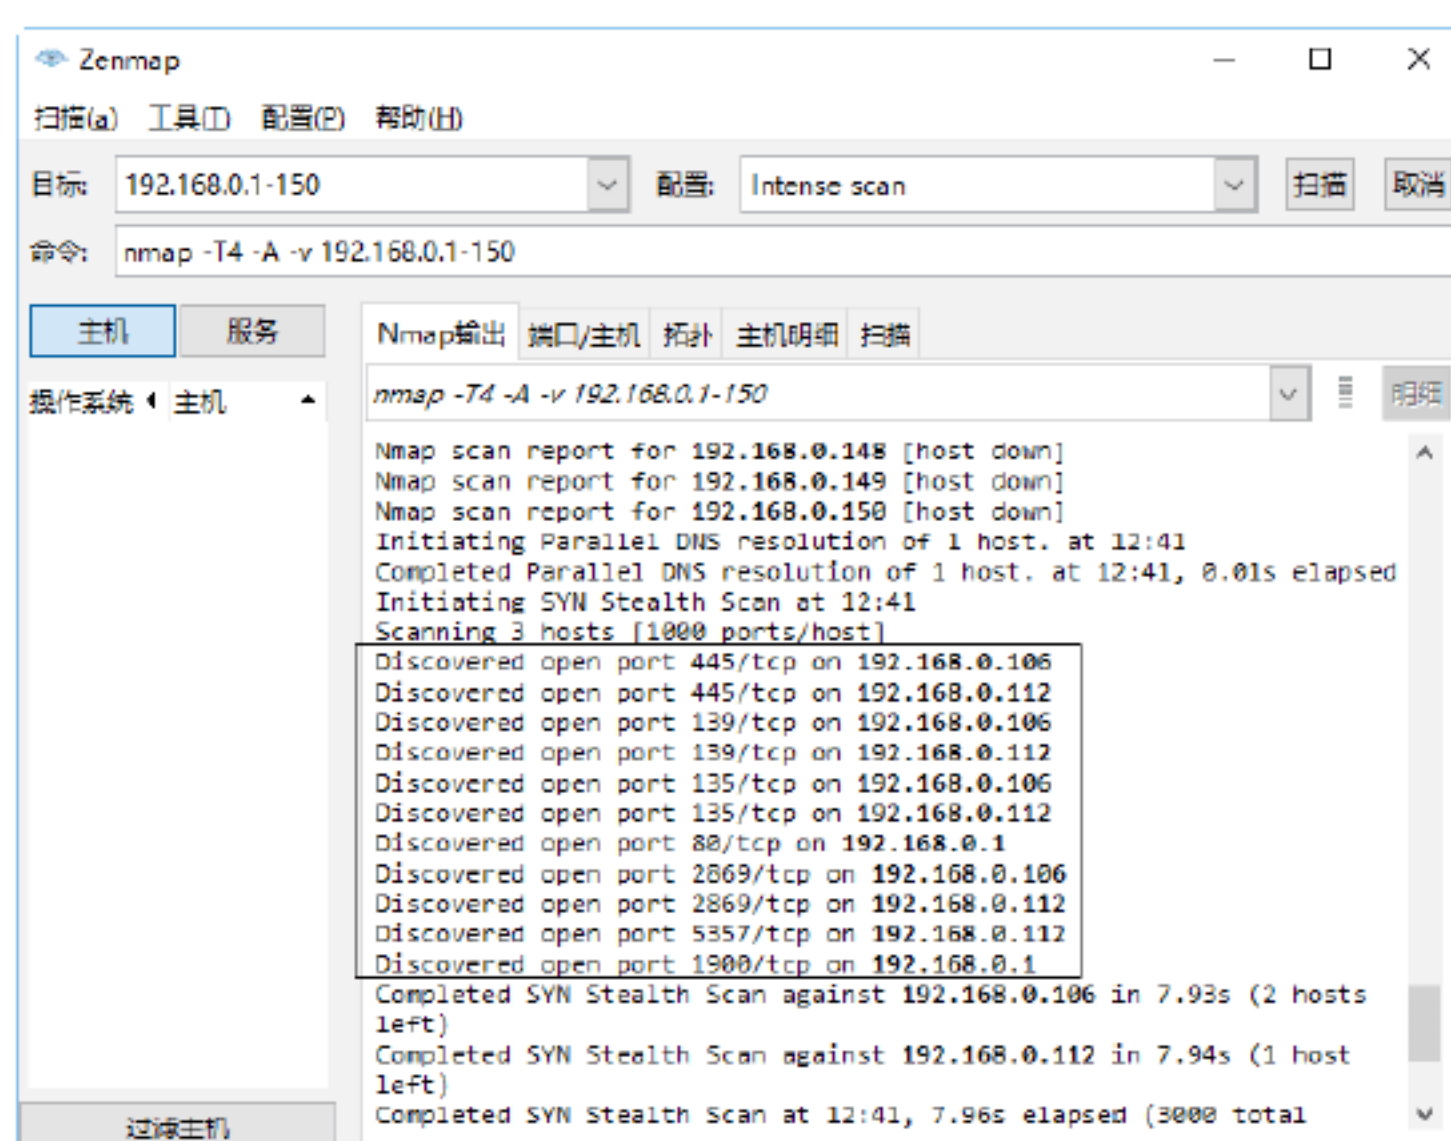 Zenmap
扫描(a) 工具(T) 配置(P) 帮助(H)
目标: 192.168.0.1-150 配置: Intense scan 扫描 取消
命令: nmap -T4 -A -v 192.168.0.1-150
主机 服务 Nmap输出 端口/主机 拓扑 主机明细 扫描
操作系统 主机 nmap -T4 -A -v 192.168.0.1-150 明细
Nmap scan report for 192.168.0.148 [host down]
Nmap scan report for 192.168.0.149 [host down]
Nmap scan report for 192.168.0.150 [host down]
Initiating Parallel DNS resolution of 1 host. at 12:41
Completed Parallel DNS resolution of 1 host. at 12:41, 0.01s elapsed
Initiating SYN Stealth Scan at 12:41
Scanning 3 hosts [1000 ports/host]
Discovered open port 445/tcp on 192.168.0.106
Discovered open port 445/tcp on 192.168.0.112
Discovered open port 139/tcp on 192.168.0.106
Discovered open port 139/tcp on 192.168.0.112
Discovered open port 135/tcp on 192.168.0.106
Discovered open port 135/tcp on 192.168.0.112
Discovered open port 80/tcp on 192.168.0.1
Discovered open port 2869/tcp on 192.168.0.106
Discovered open port 2869/tcp on 192.168.0.112
Discovered open port 5357/tcp on 192.168.0.112
Discovered open port 1900/tcp on 192.168.0.1
Completed SYN Stealth Scan against 192.168.0.106 in 7.93s (2 hosts
left)
Completed SYN Stealth Scan against 192.168.0.112 in 7.94s (1 host
left)
Completed SYN Stealth Scan at 12:41, 7.96s elapsed (3000 total
过滤主机